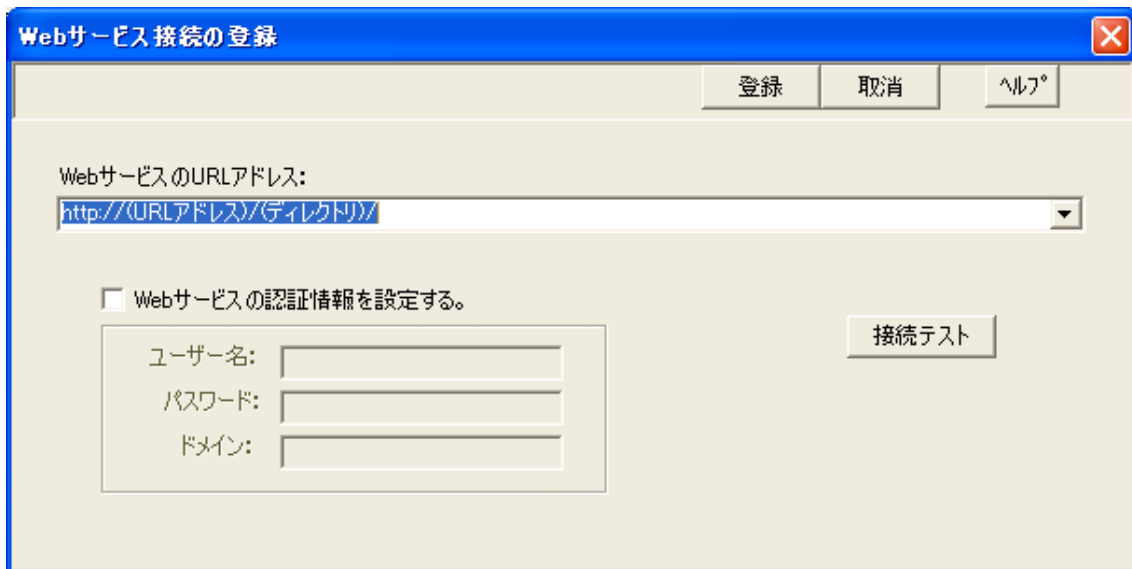 Webサービス接続の登録
登録 取消 ﾍﾙﾌﾟ
WebサービスのURLアドレス:
http://(URLアドレス)/(ディレクトリ)/
Webサービスの認証情報を設定する。
接続テスト
ユーザー名:
パスワード:
ドメイン: